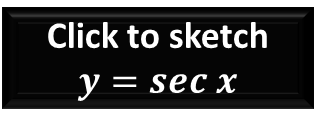 Click to sketch
y = sec x